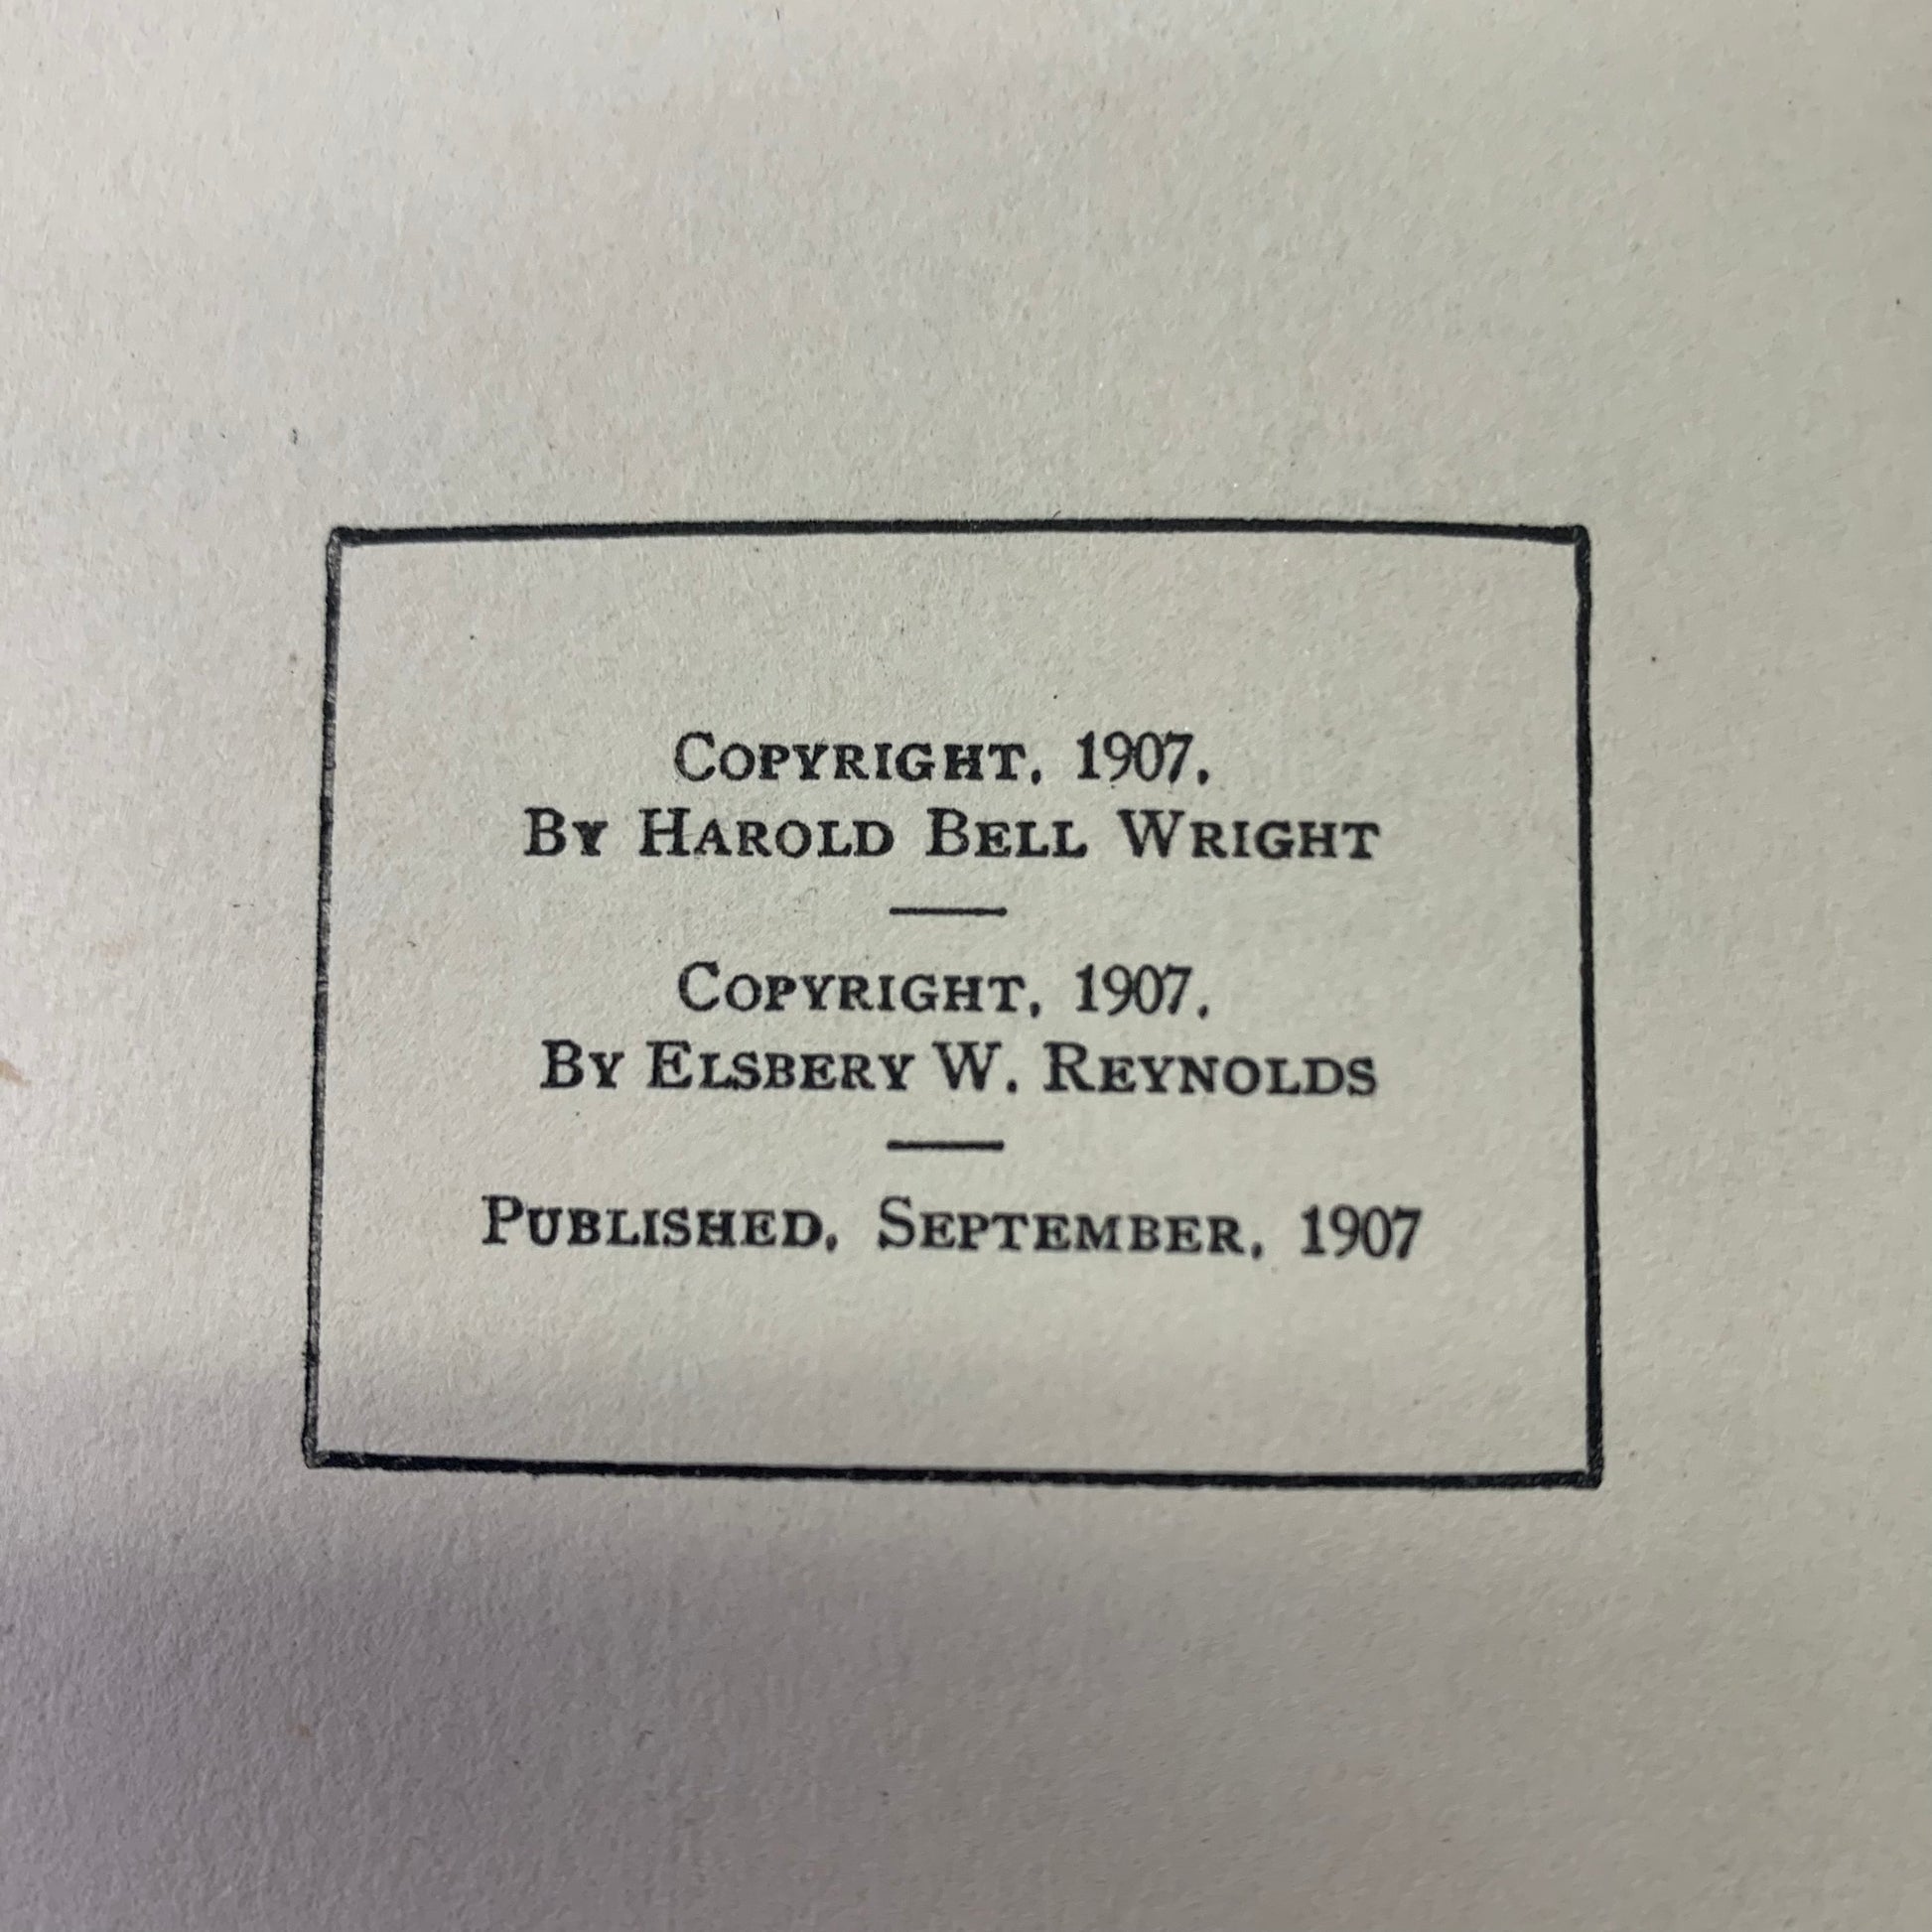 Copyright, 1907,
By Harold Bell Wright
Copyright, 1907,
By Elsbery W. Reynolds
Published, September, 1907